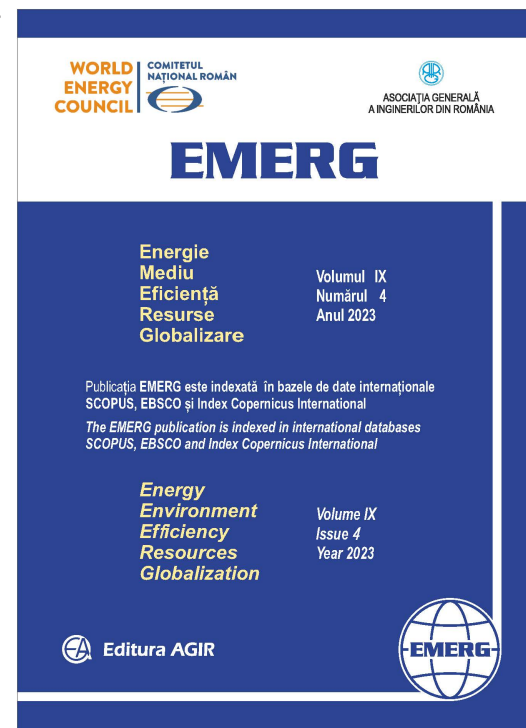 WORLD
ENERGY
COUNCIL
COMITETUL
NAȚIONAL ROMÂN
ASOCIAȚIA GENERALĂ
A INGINERILOR DIN ROMÂNIA
EMERG
Energie
Mediu
Eficiență
Resurse
Globalizare
Volumul IX
Numărul 4
Anul 2023
Publicația EMERG este indexată în bazele de date internaționale
SCOPUS, EBSCO și Index Copernicus International
The EMERG publication is indexed in international databases
SCOPUS, EBSCO and Index Copernicus International
Energy
Environment
Efficiency
Resources
Globalization
Volume IX
Issue 4
Year 2023
Editura AGIR
EMERG